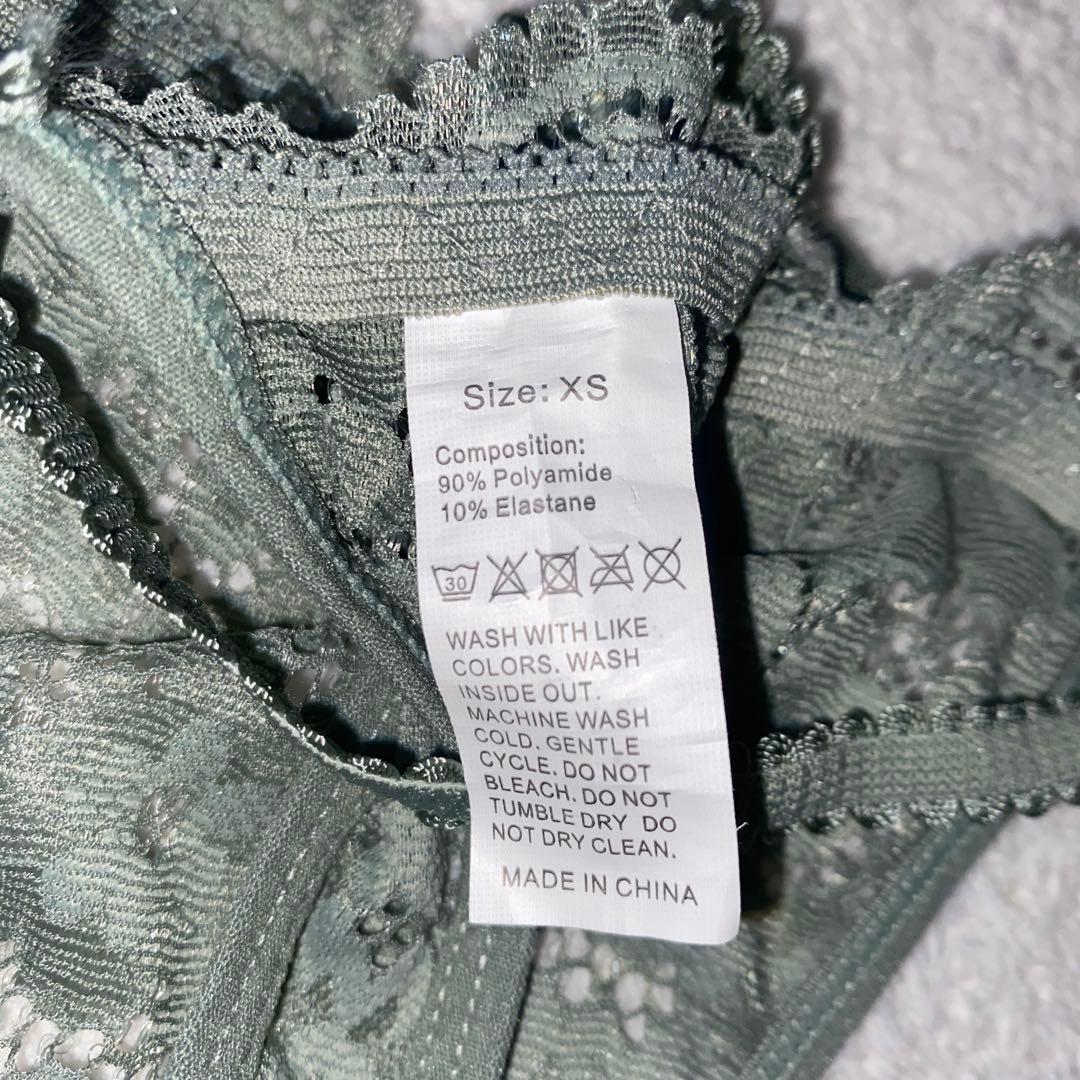 Size: XS
Composition:
90% Polyamide
10% Elastane
30
WASH WITH LIKE
COLORS. WASH
INSIDE OUT.
MACHINE WASH
COLD. GENTLE
CYCLE. DO NOT
BLEACH. DO NOT
TUMBLE DRY DO
NOT DRY CLEAN.
MADE IN CHINA